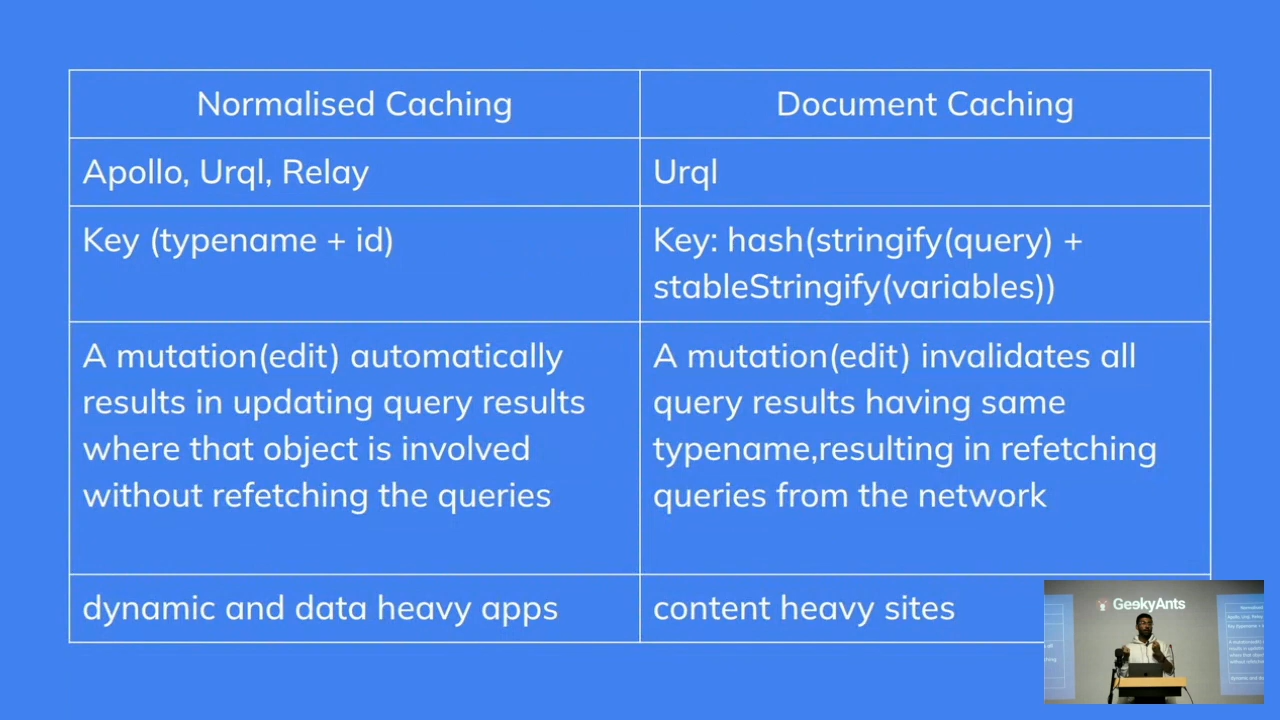 Normalised Caching
Document Caching
Apollo, Urql, Relay
Urql
Key (typename + id)
Key: hash(stringify(query) +
stableStringify(variables))
A mutation(edit) automatically
results in updating query results
where that object is involved
without refetching the queries
A mutation(edit) invalidates all
query results having same
typename,resulting in refetching
queries from the network
dynamic and data heavy apps
content heavy sites
GeekyAnts